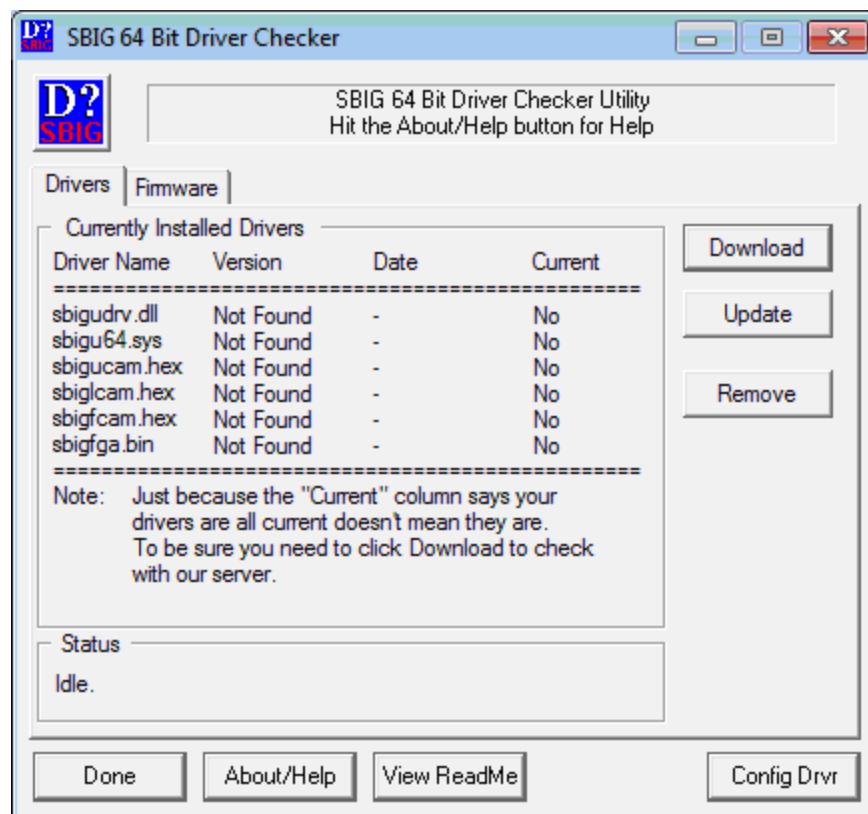 D?
SBIG
SBIG 64 Bit Driver Checker
D?
SBIG
SBIG 64 Bit Driver Checker Utility
Hit the About/Help button for Help
Drivers Firmware
Currently Installed Drivers
Driver Name Version Date Current
====================================================
sbigudrv.dll Not Found - No
sbigu64.sys Not Found - No
sbigucam.hex Not Found - No
sbiglcam.hex Not Found - No
sbigfcam.hex Not Found - No
sbigfga.bin Not Found - No
====================================================
Note: Just because the "Current" column says your
drivers are all current doesn't mean they are.
To be sure you need to click Download to check
with our server.
Download
Update
Remove
Status
Idle.
Done About/Help View ReadMe Config Drvr